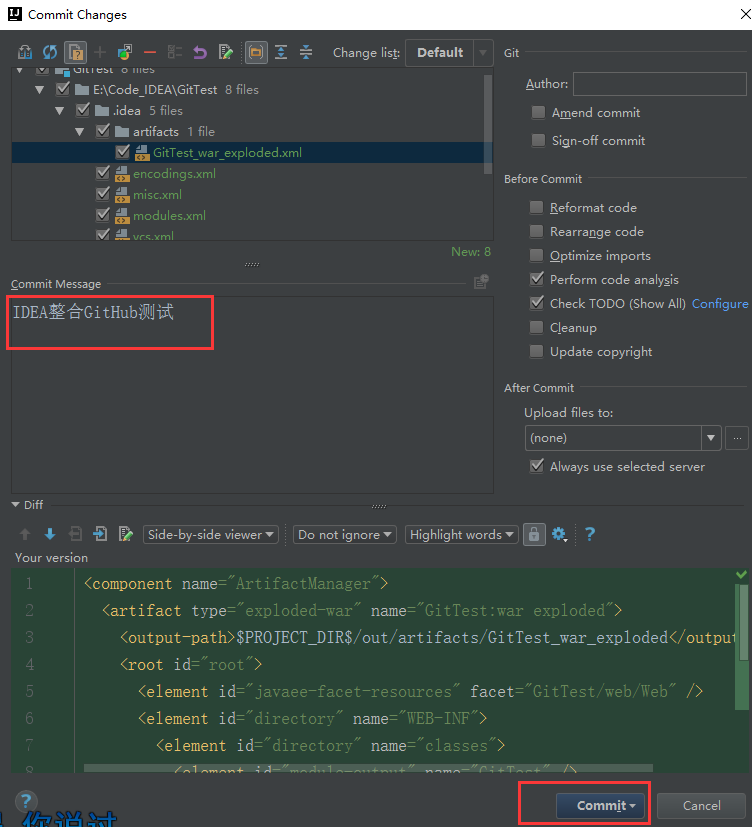 Commit Changes
Change list:
Default
Git
GitTest 8 files
E:\Code_IDEA\GitTest 8 files
.idea 5 files
artifacts 1 file
GitTest_war_exploded.xml
encodings.xml
misc.xml
modules.xml
vcs.xml
New: 8
Author:
Amend commit
Sign-off commit
Before Commit
Reformat code
Rearrange code
Optimize imports
Perform code analysis
Check TODO (Show All) Configure
Cleanup
Update copyright
After Commit
Upload files to:
(none)
...
Always use selected server
Commit Message
IDEA整合GitHub测试
Diff
Side-by-side viewer
Do not ignore
Highlight words
?
Your version
1 <component name="ArtifactManager">
2 <artifact type="exploded-war" name="GitTest:war exploded">
3 <output-path>$PROJECT_DIR$/out/artifacts/GitTest_war_exploded</output
4 <root id="root">
5 <element id="javaee-facet-resources" facet="GitTest/web/Web" />
6 <element id="directory" name="WEB-INF">
7 <element id="directory" name="classes">
8 <element id="module-output" name="GitTest" />
?
Commit
Cancel
你说过